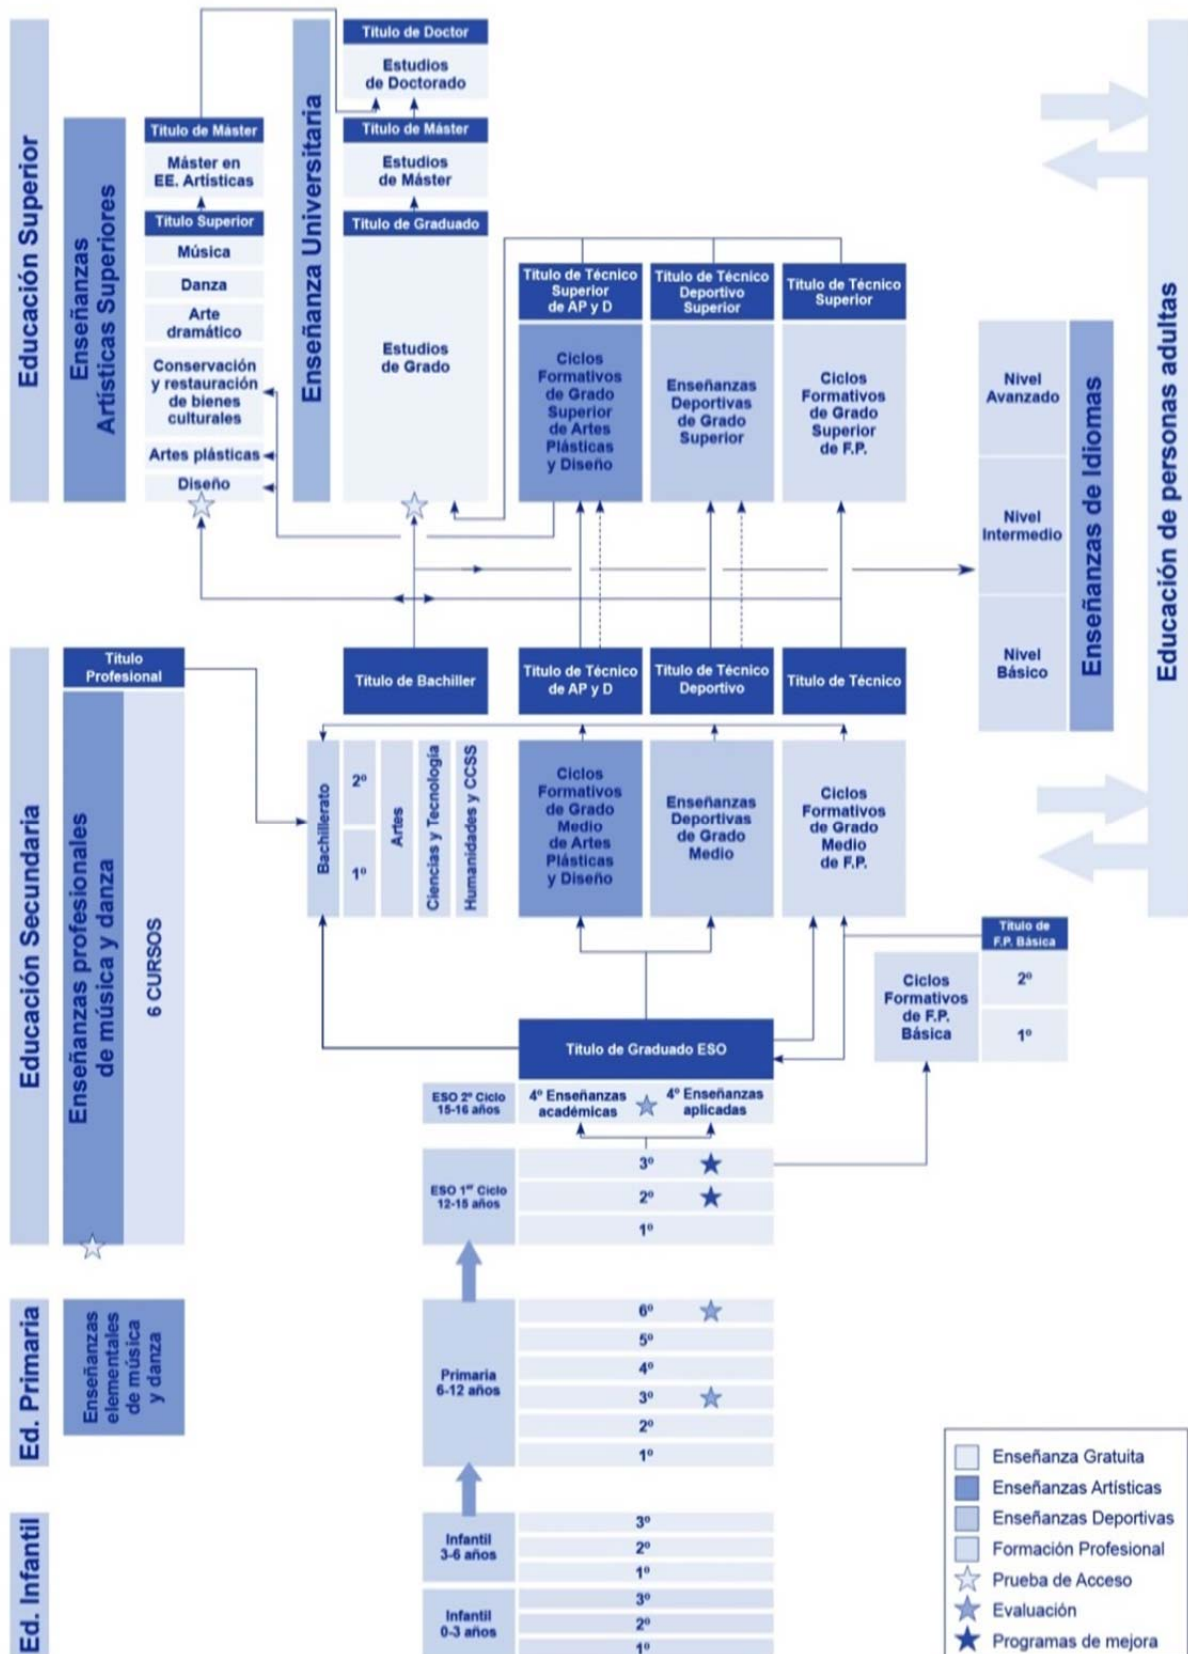 Educación Superior
Enseñanzas
Artísticas Superiores
Título de Máster
Máster en
EE. Artísticas
Título Superior
Música
Danza
Arte
dramático
Conservación
y restauración
de bienes
culturales
Artes plásticas
Diseño
Enseñanza Universitaria
Título de Doctor
Estudios
de Doctorado
Título de Máster
Estudios
de Máster
Título de Graduado
Estudios
de Grado
Título de Técnico
Superior
de AP y D
Ciclos
Formativos
de Grado
Superior
de Artes
Plásticas
y Diseño
Título de Técnico
Deportivo
Superior
Enseñanzas
Deportivas
de Grado
Superior
Título de Técnico
Superior
Ciclos
Formativos
de Grado
Superior
de F.P.
Nivel
Avanzado
Nivel
Intermedio
Nivel
Básico
Enseñanzas de Idiomas
Educación de personas adultas
Educación Secundaria
Título
Profesional
Enseñanzas profesionales
de música y danza
6 CURSOS
Título de Bachiller
Bachillerato
2º
1º
Artes
Ciencias y Tecnología
Humanidades y CCSS
Título de Técnico
de AP y D
Ciclos
Formativos
de Grado
Medio
de Artes
Plásticas
y Diseño
Título de Técnico
Deportivo
Enseñanzas
Deportivas
de Grado
Medio
Título de Técnico
Ciclos
Formativos
de Grado
Medio
de F.P.
Título de
F.P. Básica
Ciclos
Formativos
de F.P.
Básica
2º
1º
Título de Graduado ESO
ESO 2º Ciclo
15-16 años
4º Enseñanzas
académicas
4º Enseñanzas
aplicadas
ESO 1er Ciclo
12-15 años
3º
2º
1º
Ed. Primaria
Enseñanzas
elementales
de música
y danza
Primaria
6-12 años
6º
5º
4º
3º
2º
1º
Ed. Infantil
Infantil
3-6 años
3º
2º
1º
Infantil
0-3 años
3º
2º
1º
Enseñanza Gratuita
Enseñanzas Artísticas
Enseñanzas Deportivas
Formación Profesional
Prueba de Acceso
Evaluación
Programas de mejora